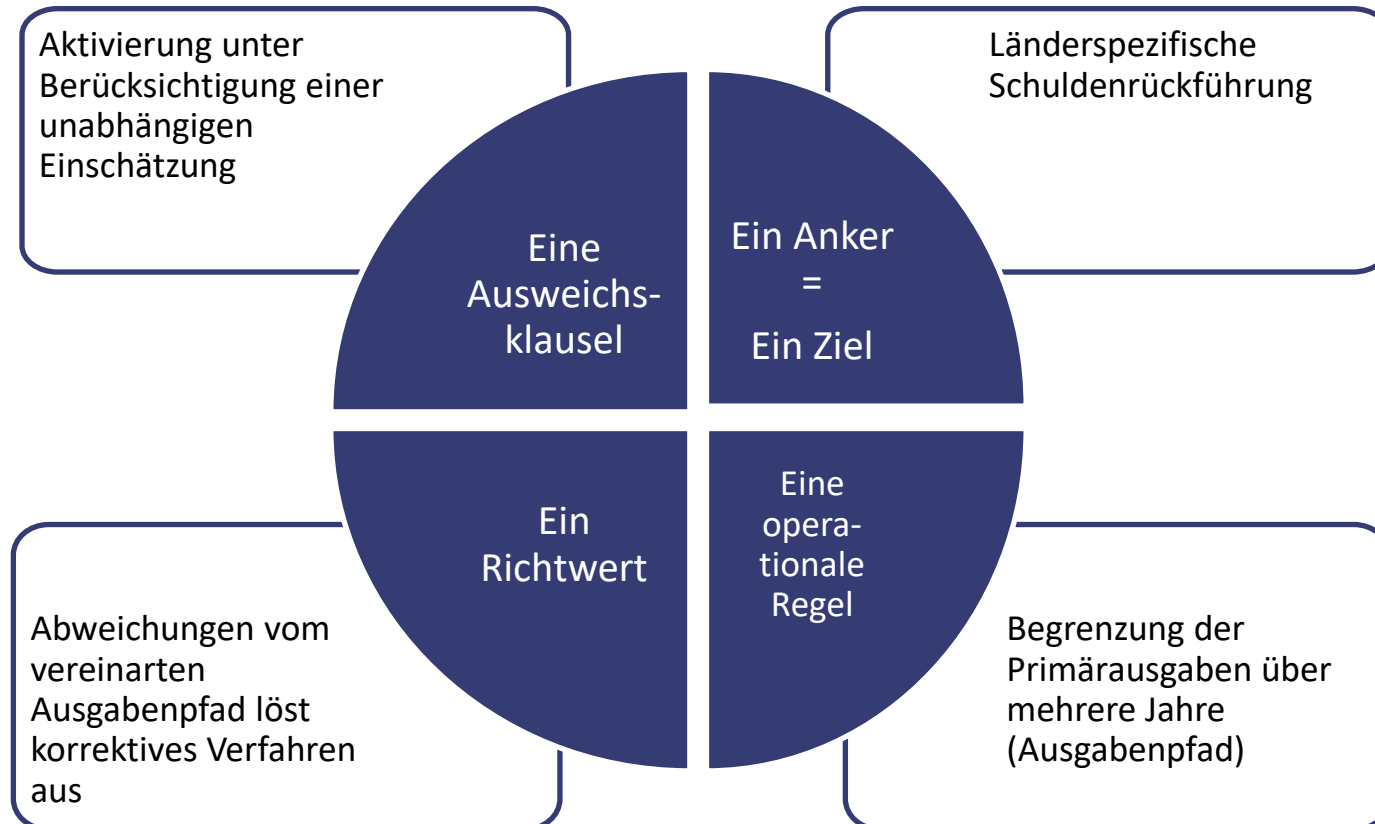 Aktivierung unter
Berücksichtigung einer
unabhängigen
Einschätzung
Länderspezifische
Schuldenrückführung
Eine
Ausweichs-
klausel
Ein Anker
=
Ein Ziel
Ein
Richtwert
Eine
opera-
tionale
Regel
Abweichungen vom
vereinarten
Ausgabenpfad löst
korrektives Verfahren
aus
Begrenzung der
Primärausgaben über
mehrere Jahre
(Ausgabenpfad)